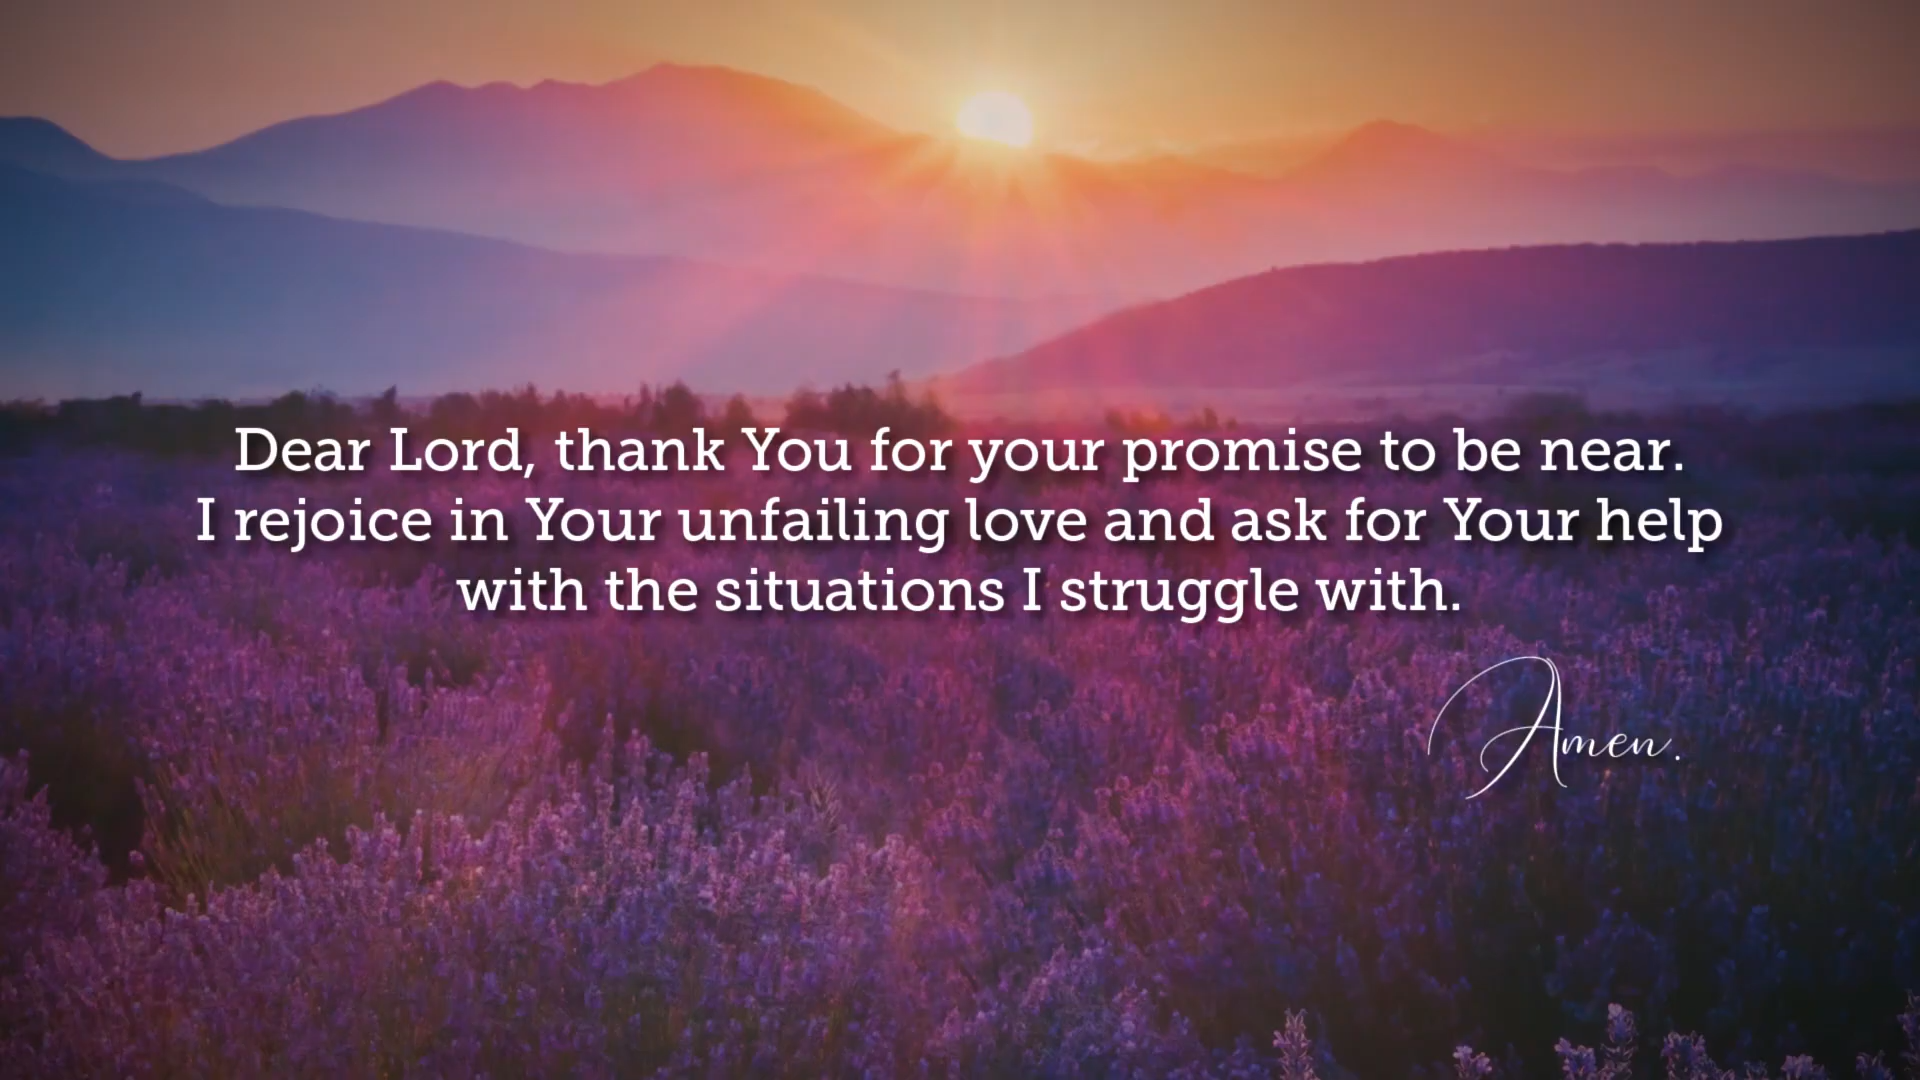 Dear Lord, thank You for your promise to be near.
I rejoice in Your unfailing love and ask for Your help
with the situations I struggle with.
Amen.